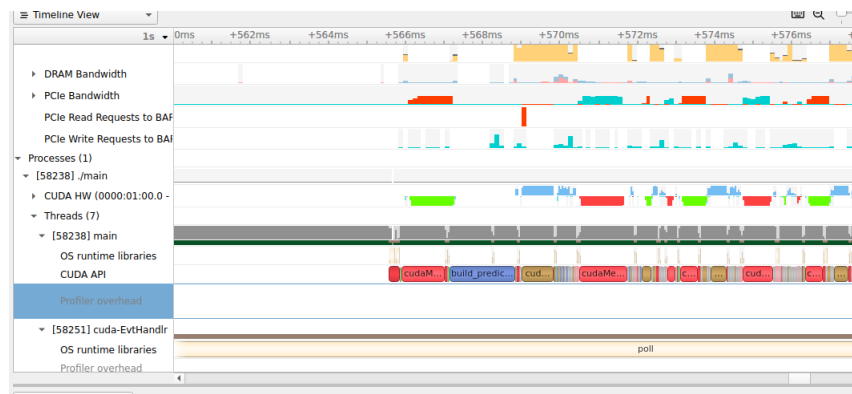 Timeline View
1s 0ms +562ms +564ms +566ms +568ms +570ms +572ms +574ms +576ms
DRAM Bandwidth
PCIe Bandwidth
PCIe Read Requests to BAF
PCIe Write Requests to BAF
Processes (1)
[58238] ./main
CUDA HW (0000:01:00.0 -
Threads (7)
[58238] main
OS runtime libraries
CUDA API cudaM... build_predic... cud... cudaMe... ... c... ... cud... c... ...
Profiler overhead
[58251] cuda-EvtHandlr
OS runtime libraries poll
Profiler overhead